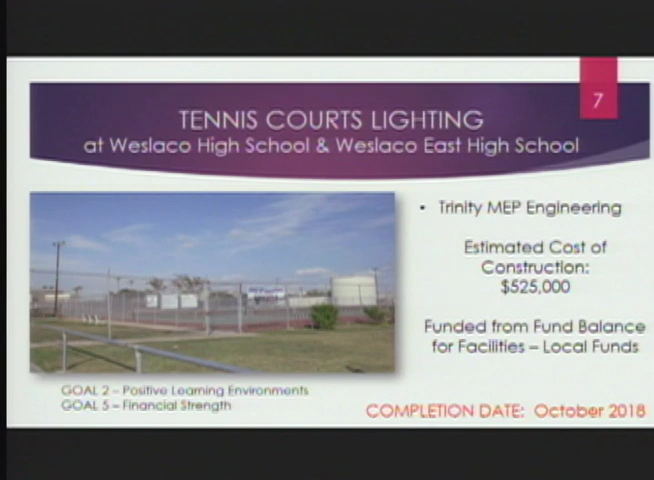 7
TENNIS COURTS LIGHTING
at Weslaco High School & Weslaco East High School
• Trinity MEP Engineering
Estimated Cost of
Construction:
$525,000
Funded from Fund Balance
for Facilities – Local Funds
GOAL 2 – Positive Learning Environments
GOAL 5 – Financial Strength
COMPLETION DATE: October 2018